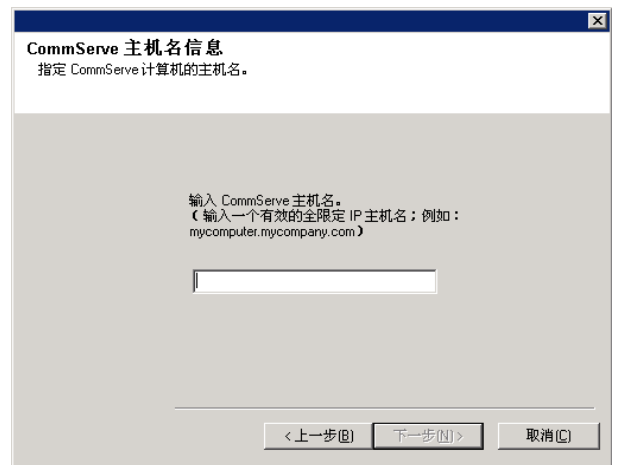 CommServe 主机名信息
指定 CommServe 计算机的主机名。
输入 CommServe 主机名。
( 输入一个有效的全限定 IP 主机名；例如：
mycomputer.mycompany.com )
< 上一步(B)
下一步(N) >
取消(C)